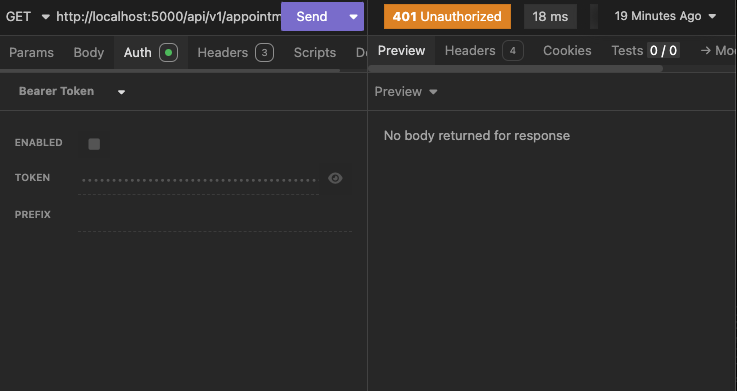 GET http://localhost:5000/api/v1/appointm Send 401 Unauthorized 18 ms 19 Minutes Ago
Params Body Auth Headers 3 Scripts Do Preview Headers 4 Cookies Tests 0 / 0 → Moc
Bearer Token Preview
No body returned for response
ENABLED
TOKEN ••••••••••••••••••••••••••••••••••••
PREFIX